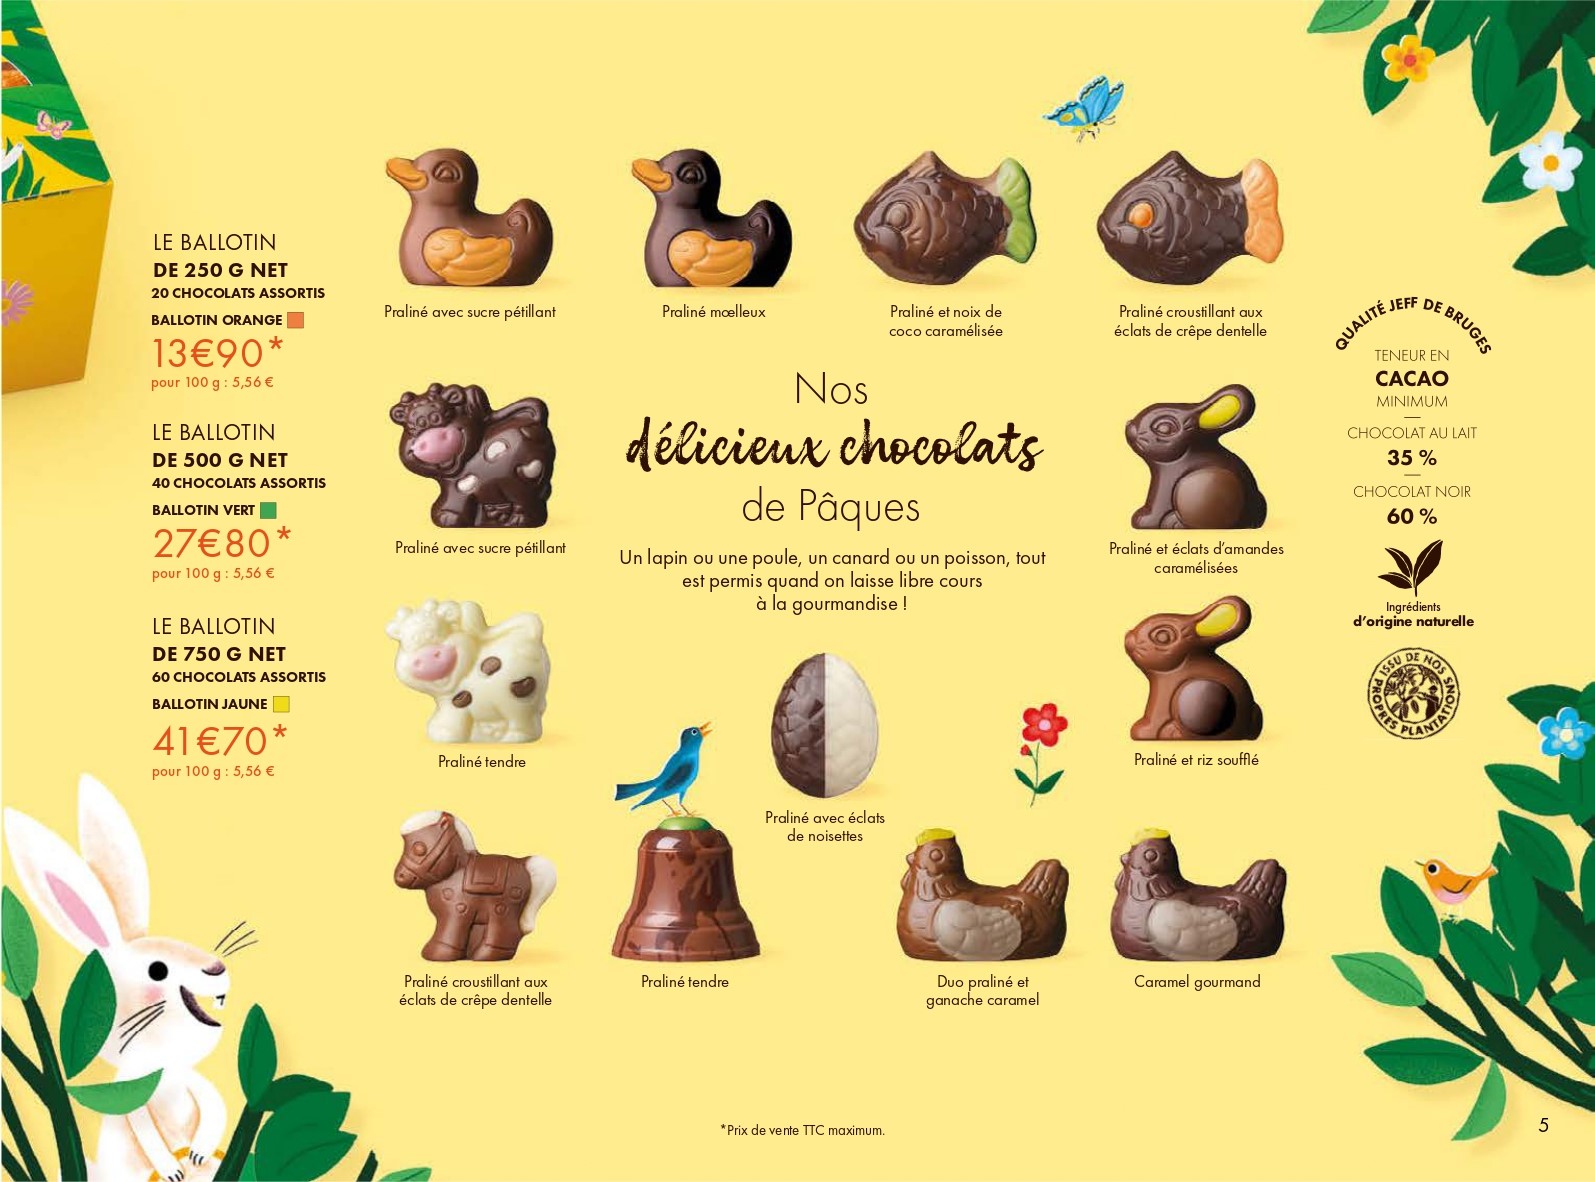 LE BALLOTIN
DE 250 G NET
20 CHOCOLATS ASSORTIS
BALLOTIN ORANGE
13€90*
pour 100 g : 5,56 €
LE BALLOTIN
DE 500 G NET
40 CHOCOLATS ASSORTIS
BALLOTIN VERT
27€80*
pour 100 g : 5,56 €
LE BALLOTIN
DE 750 G NET
60 CHOCOLATS ASSORTIS
BALLOTIN JAUNE
41€70*
pour 100 g : 5,56 €
Praliné avec sucre pétillant
Praliné mœlleux
Praliné et noix de
coco caramélisée
Praliné croustillant aux
éclats de crêpe dentelle
Nos
délicieux chocolats
de Pâques
Un lapin ou une poule, un canard ou un poisson, tout
est permis quand on laisse libre cours
à la gourmandise !
Praliné avec sucre pétillant
Praliné et éclats d’amandes
caramélisées
Praliné tendre
Praliné avec éclats
de noisettes
Praliné et riz soufflé
Praliné croustillant aux
éclats de crêpe dentelle
Praliné tendre
Duo praliné et
ganache caramel
Caramel gourmand
QUALITÉ JEFF DE BRUGES
TENEUR EN
CACAO
MINIMUM
CHOCOLAT AU LAIT
35 %
CHOCOLAT NOIR
60 %
Ingrédients
d’origine naturelle
ISSU DE NOS
PROPRES PLANTATIONS
*Prix de vente TTC maximum.
5